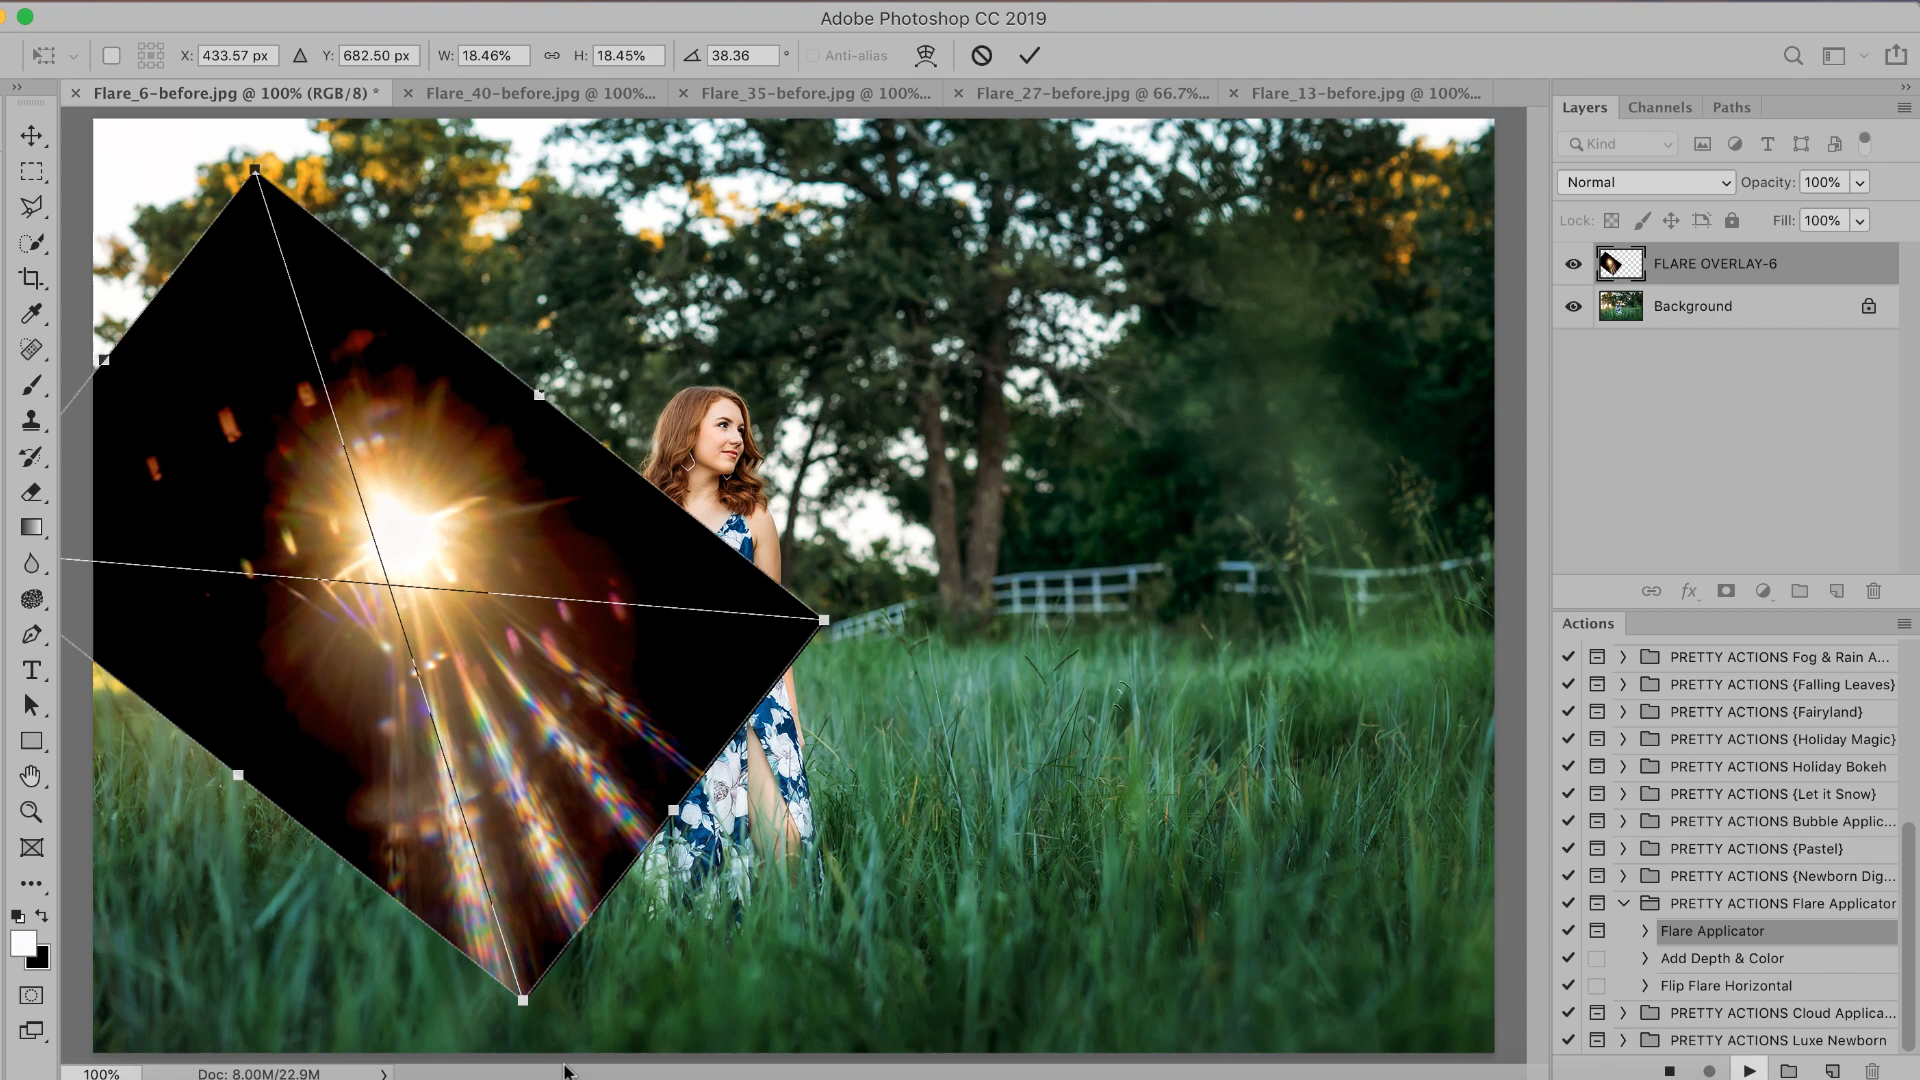 Adobe Photoshop CC 2019
X: 433.57 px Y: 682.50 px W: 18.46% H: 18.45% 38.36 ° Anti-alias
Flare_6-before.jpg @ 100% (RGB/8) * Flare_40-before.jpg @ 100%... Flare_35-before.jpg @ 100%... Flare_27-before.jpg @ 66.7%... Flare_13-before.jpg @ 100%...
Layers Channels Paths
Kind
Normal Opacity: 100%
Lock: Fill: 100%
FLARE OVERLAY-6
Background
fx
Actions
PRETTY ACTIONS Fog & Rain A...
PRETTY ACTIONS {Falling Leaves}
PRETTY ACTIONS {Fairyland}
PRETTY ACTIONS {Holiday Magic}
PRETTY ACTIONS Holiday Bokeh
PRETTY ACTIONS {Let it Snow}
PRETTY ACTIONS Bubble Applic...
PRETTY ACTIONS {Pastel}
PRETTY ACTIONS {Newborn Dig...
PRETTY ACTIONS Flare Applicator
Flare Applicator
Add Depth & Color
Flip Flare Horizontal
PRETTY ACTIONS Cloud Applica...
PRETTY ACTIONS Luxe Newborn
100% Doc: 8.00M/22.9M